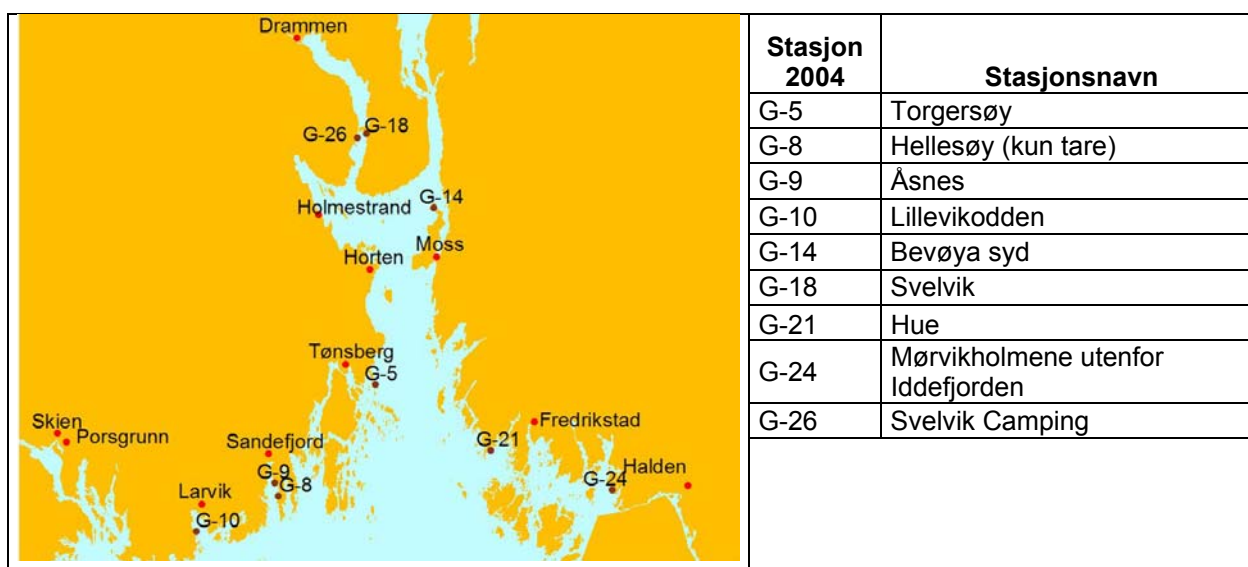 Drammen
G-18
G-26
G-14
Holmestrand
Moss
Horten
Tønsberg
G-5
Skien
Porsgrunn
Fredrikstad
Sandefjord
G-21
G-9
G-8
Halden
G-24
Larvik
G-10
Stasjon 2004 Stasjonsnavn
G-5 Torgersøy
G-8 Hellesøy (kun tare)
G-9 Åsnes
G-10 Lillevikodden
G-14 Bevøya syd
G-18 Svelvik
G-21 Hue
G-24 Mørvikholmene utenfor
Iddefjorden
G-26 Svelvik Camping